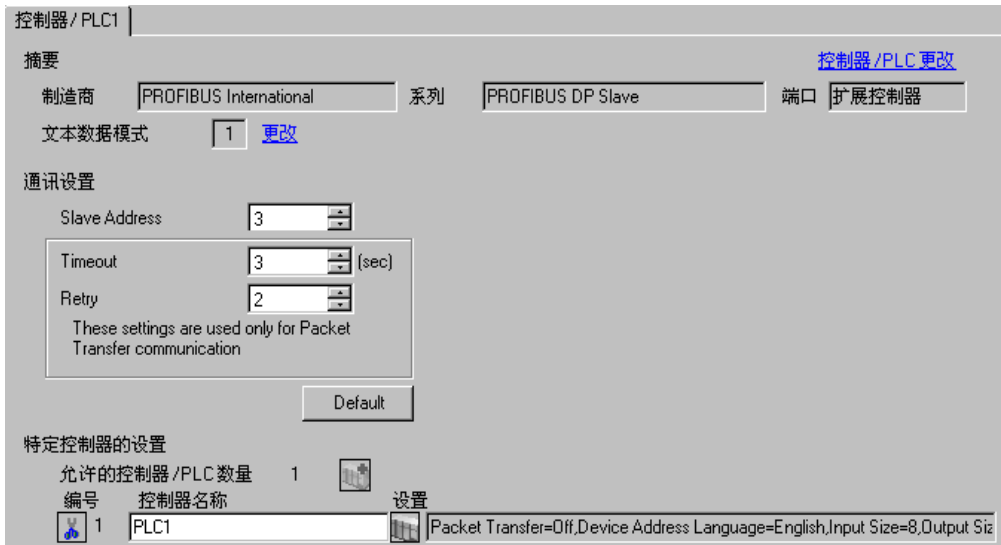 控制器/PLC1
摘要 控制器/PLC更改
制造商 PROFIBUS International 系列 PROFIBUS DP Slave 端口 扩展控制器
文本数据模式 1 更改
通讯设置
Slave Address 3
Timeout 3 (sec)
Retry 2
These settings are used only for Packet
Transfer communication
Default
特定控制器的设置
允许的控制器/PLC数量 1
编号 控制器名称 设置
1 PLC1 Packet Transfer=Off,Device Address Language=English,Input Size=8,Output Siz